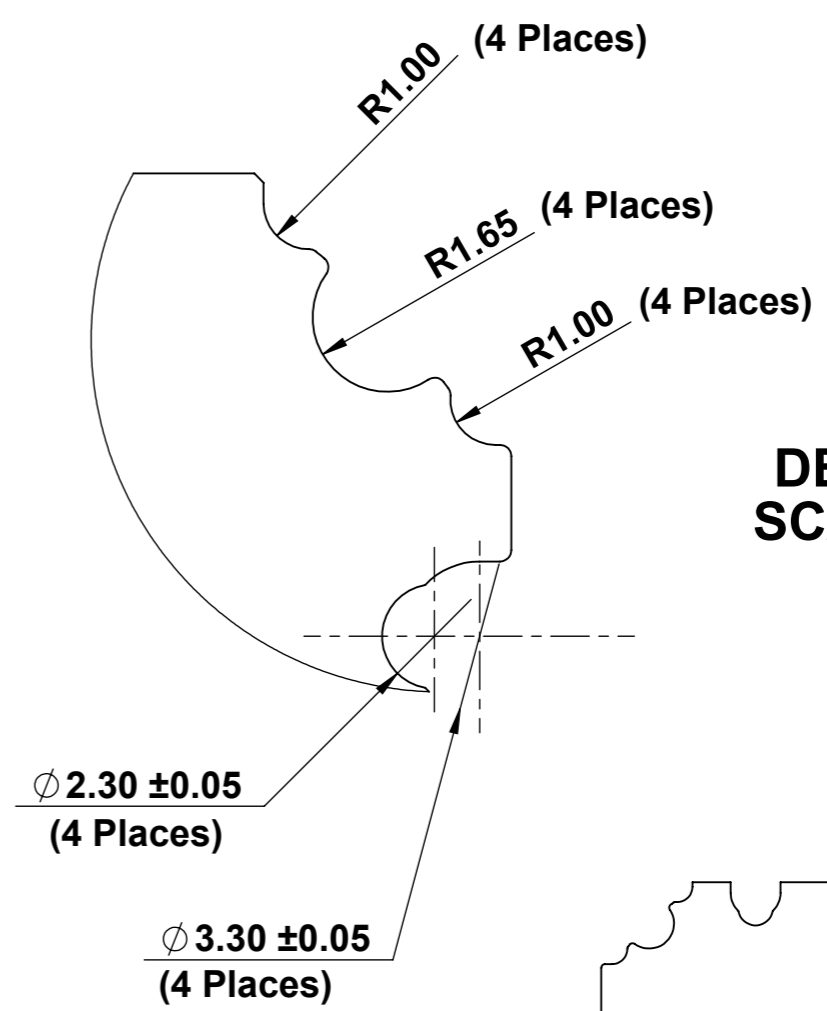 R1.00 (4 Places)
R1.65 (4 Places)
R1.00 (4 Places)
∅2.30 ±0.05
(4 Places)
∅3.30 ±0.05
(4 Places)